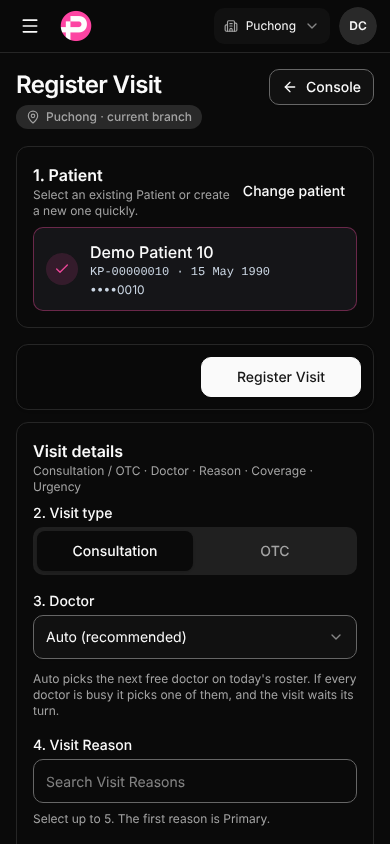 Puchong
DC
Register Visit
Console
Puchong · current branch
1. Patient
Select an existing Patient or create
a new one quickly.
Change patient
Demo Patient 10
KP-00000010 · 15 May 1990
••••0010
Register Visit
Visit details
Consultation / OTC · Doctor · Reason · Coverage ·
Urgency
2. Visit type
Consultation
OTC
3. Doctor
Auto (recommended)
Auto picks the next free doctor on today's roster. If every
doctor is busy it picks one of them, and the visit waits its
turn.
4. Visit Reason
Search Visit Reasons
Select up to 5. The first reason is Primary.